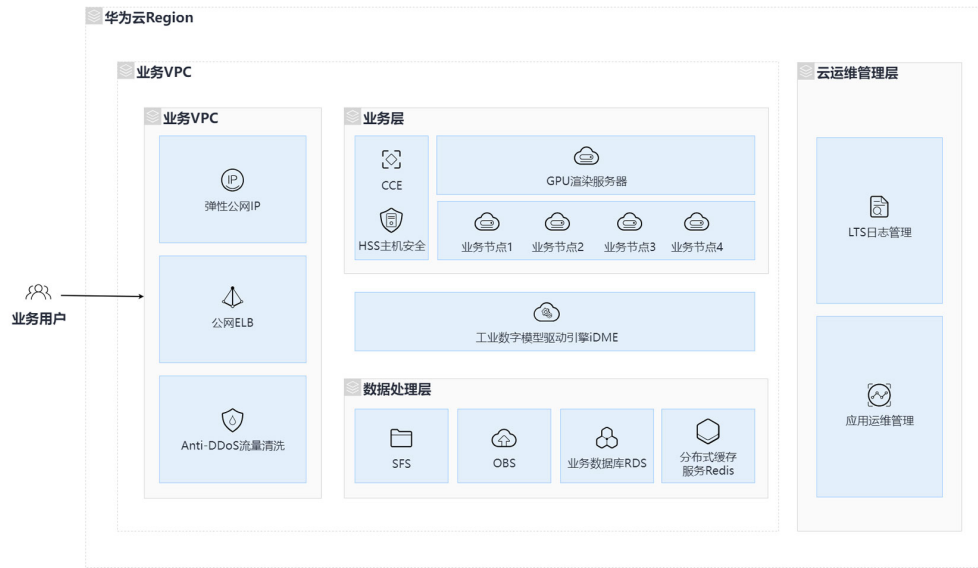 华为云Region
业务VPC
云运维管理层
业务VPC
业务层
弹性公网IP
CCE
HSS主机安全
GPU渲染服务器
业务节点1
业务节点2
业务节点3
业务节点4
LTS日志管理
业务用户
公网ELB
工业数字模型驱动引擎iDME
Anti-DDoS流量清洗
数据处理层
SFS
OBS
业务数据库RDS
分布式缓存
服务Redis
应用运维管理